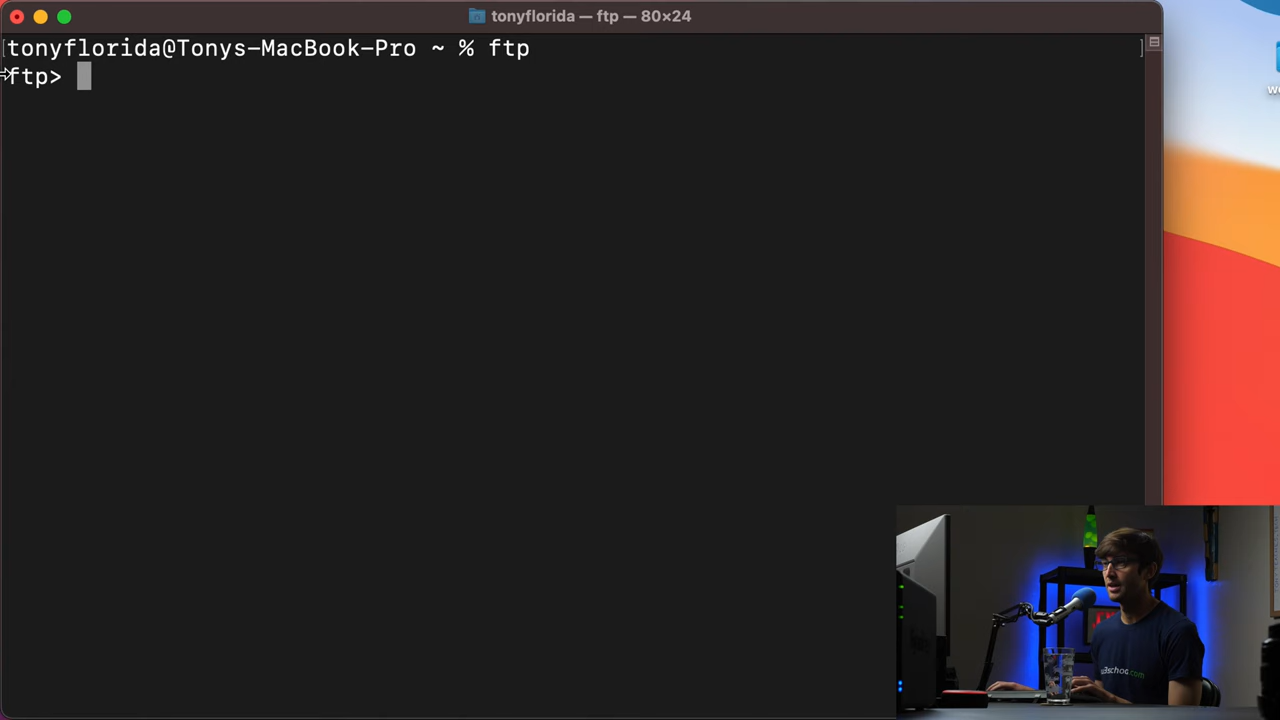 tonyflorida — ftp — 80×24
[tonyflorida@Tonys-MacBook-Pro ~ % ftp ]
ftp>